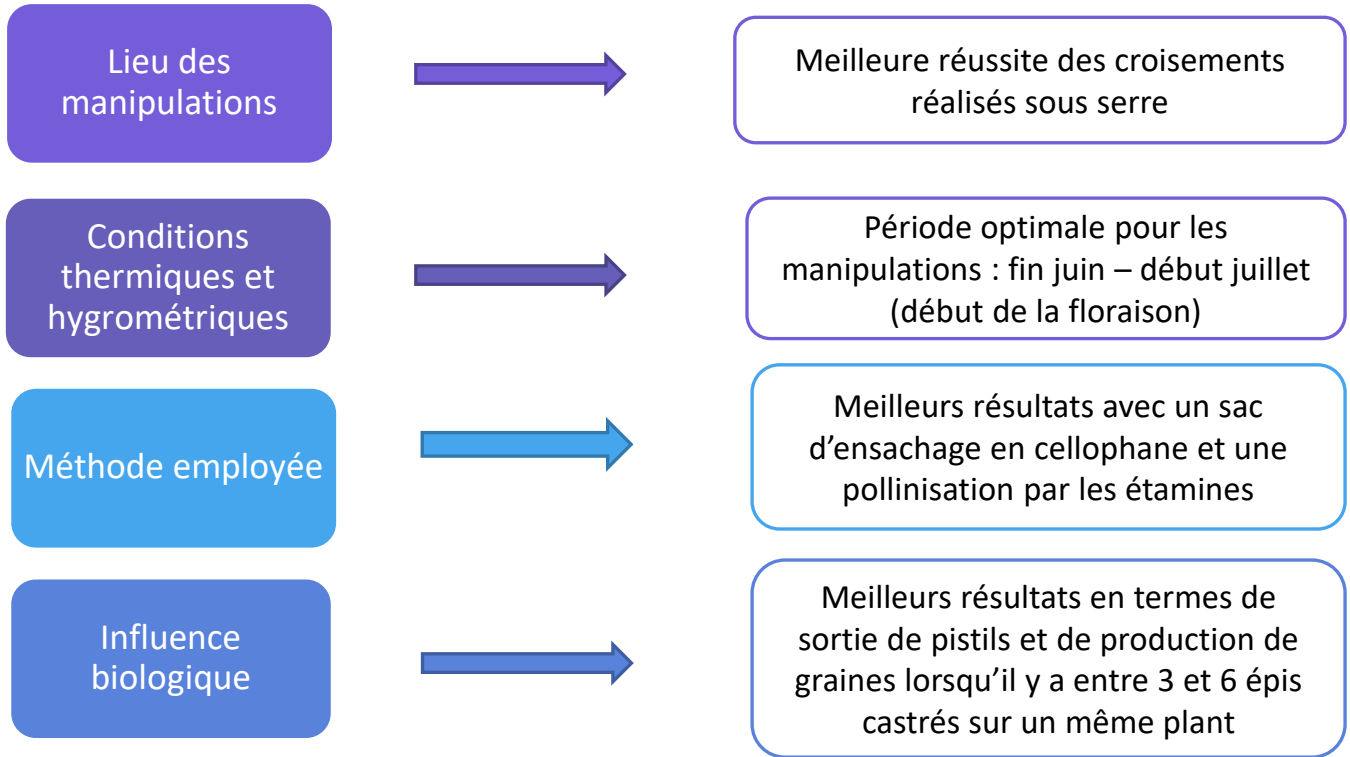 Lieu des
manipulations
Meilleure réussite des croisements
réalisés sous serre
Conditions
thermiques et
hygrométriques
Période optimale pour les
manipulations : fin juin – début juillet
(début de la floraison)
Méthode employée
Meilleurs résultats avec un sac
d’ensachage en cellophane et une
pollinisation par les étamines
Influence
biologique
Meilleurs résultats en termes de
sortie de pistils et de production de
graines lorsqu’il y a entre 3 et 6 épis
castrés sur un même plant